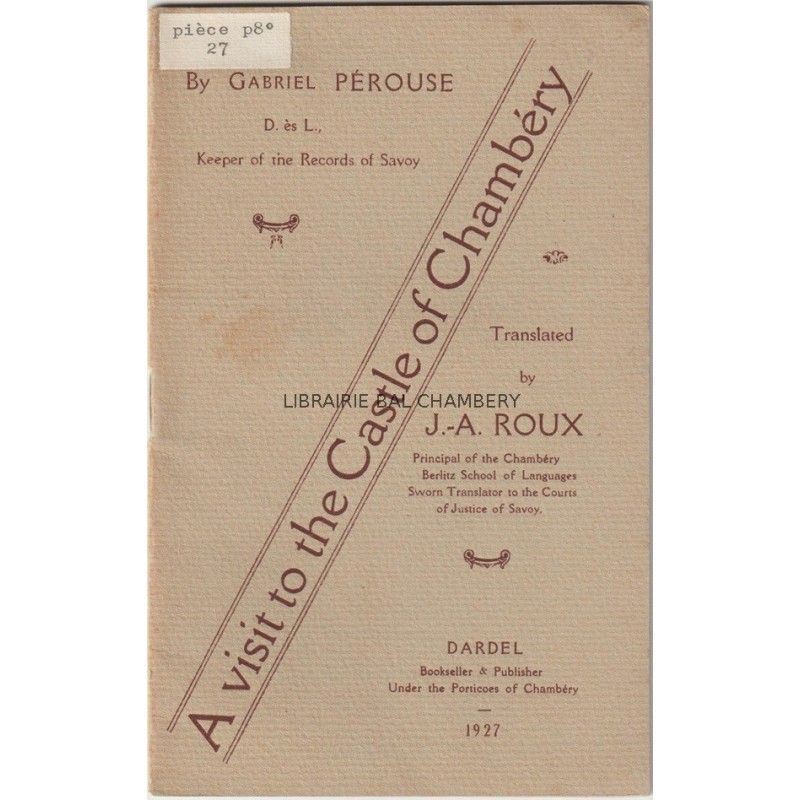 pièce p8°
27
By GABRIEL PÉROUSE
D. ès L.,
Keeper of the Records of Savoy
A visit to the Castle of Chambéry
Translated
by
LIBRAIRIE BAL CHAMBERY
J.-A. ROUX
Principal of the Chambéry
Berlitz School of Languages
Sworn Translator to the Courts
of Justice of Savoy.
DARDEL
Bookseller & Publisher
Under the Porticoes of Chambéry
1927